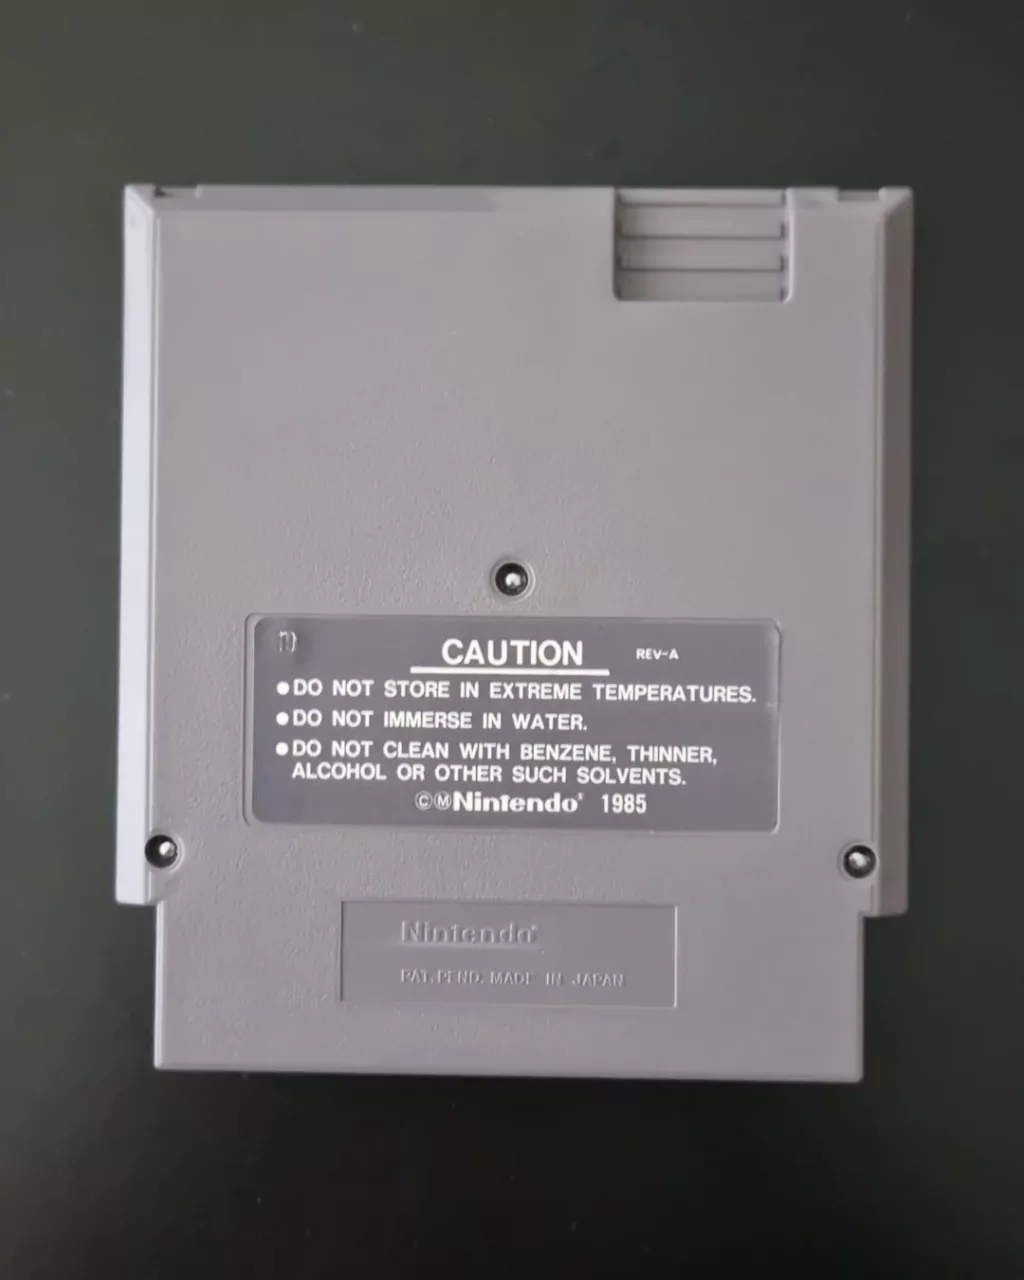 CAUTION REV-A
●DO NOT STORE IN EXTREME TEMPERATURES.
●DO NOT IMMERSE IN WATER.
●DO NOT CLEAN WITH BENZENE, THINNER,
ALCOHOL OR OTHER SUCH SOLVENTS.
©ⓂNintendo® 1985
Nintendo®
PAT. PEND. MADE IN JAPAN